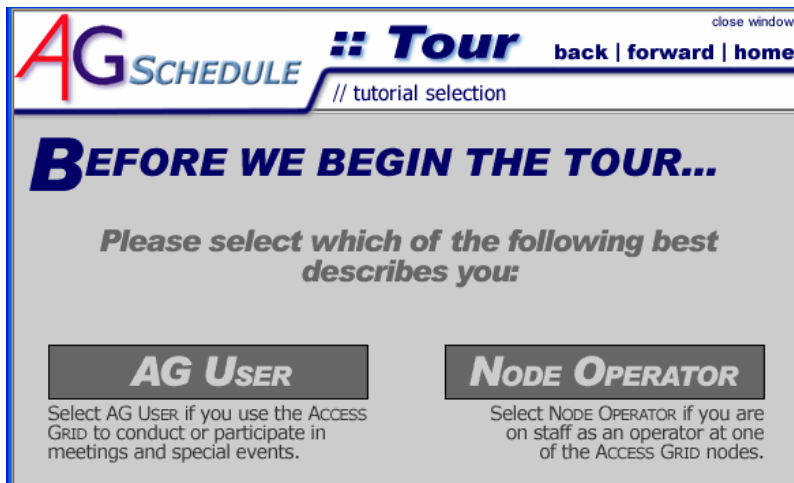 close window
AGSCHEDULE
:: Tour
back | forward | home
// tutorial selection
BEFORE WE BEGIN THE TOUR...
Please select which of the following best
describes you:
AG USER
Select AG USER if you use the ACCESS
GRID to conduct or participate in
meetings and special events.
NODE OPERATOR
Select NODE OPERATOR if you are
on staff as an operator at one
of the ACCESS GRID nodes.